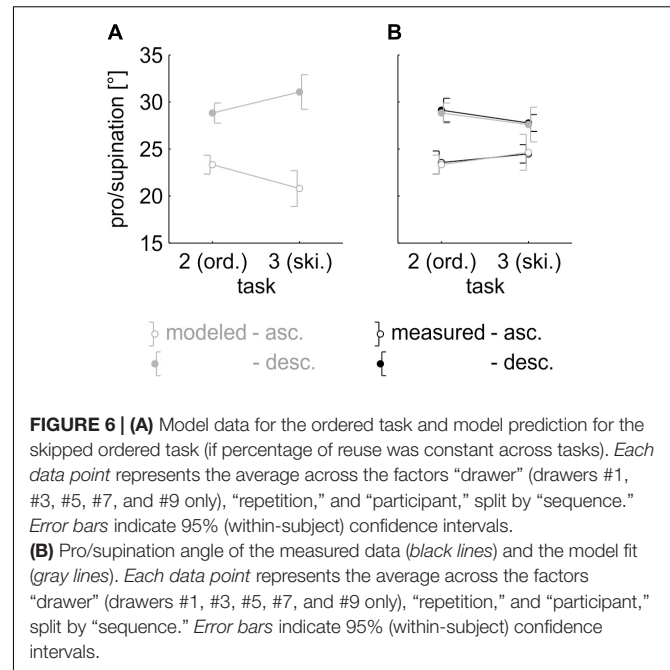 A
B
35
30
25
20
15
pro/supination [°]
2 (ord.) 3 (ski.)
task
2 (ord.) 3 (ski.)
task
modeled - asc.
- desc.
measured - asc.
- desc.
FIGURE 6 | (A) Model data for the ordered task and model prediction for the
skipped ordered task (if percentage of reuse was constant across tasks). Each
data point represents the average across the factors “drawer” (drawers #1,
#3, #5, #7, and #9 only), “repetition,” and “participant,” split by “sequence.”
Error bars indicate 95% (within-subject) confidence intervals.
(B) Pro/supination angle of the measured data (black lines) and the model fit
(gray lines). Each data point represents the average across the factors
“drawer” (drawers #1, #3, #5, #7, and #9 only), “repetition,” and “participant,”
split by “sequence.” Error bars indicate 95% (within-subject) confidence
intervals.